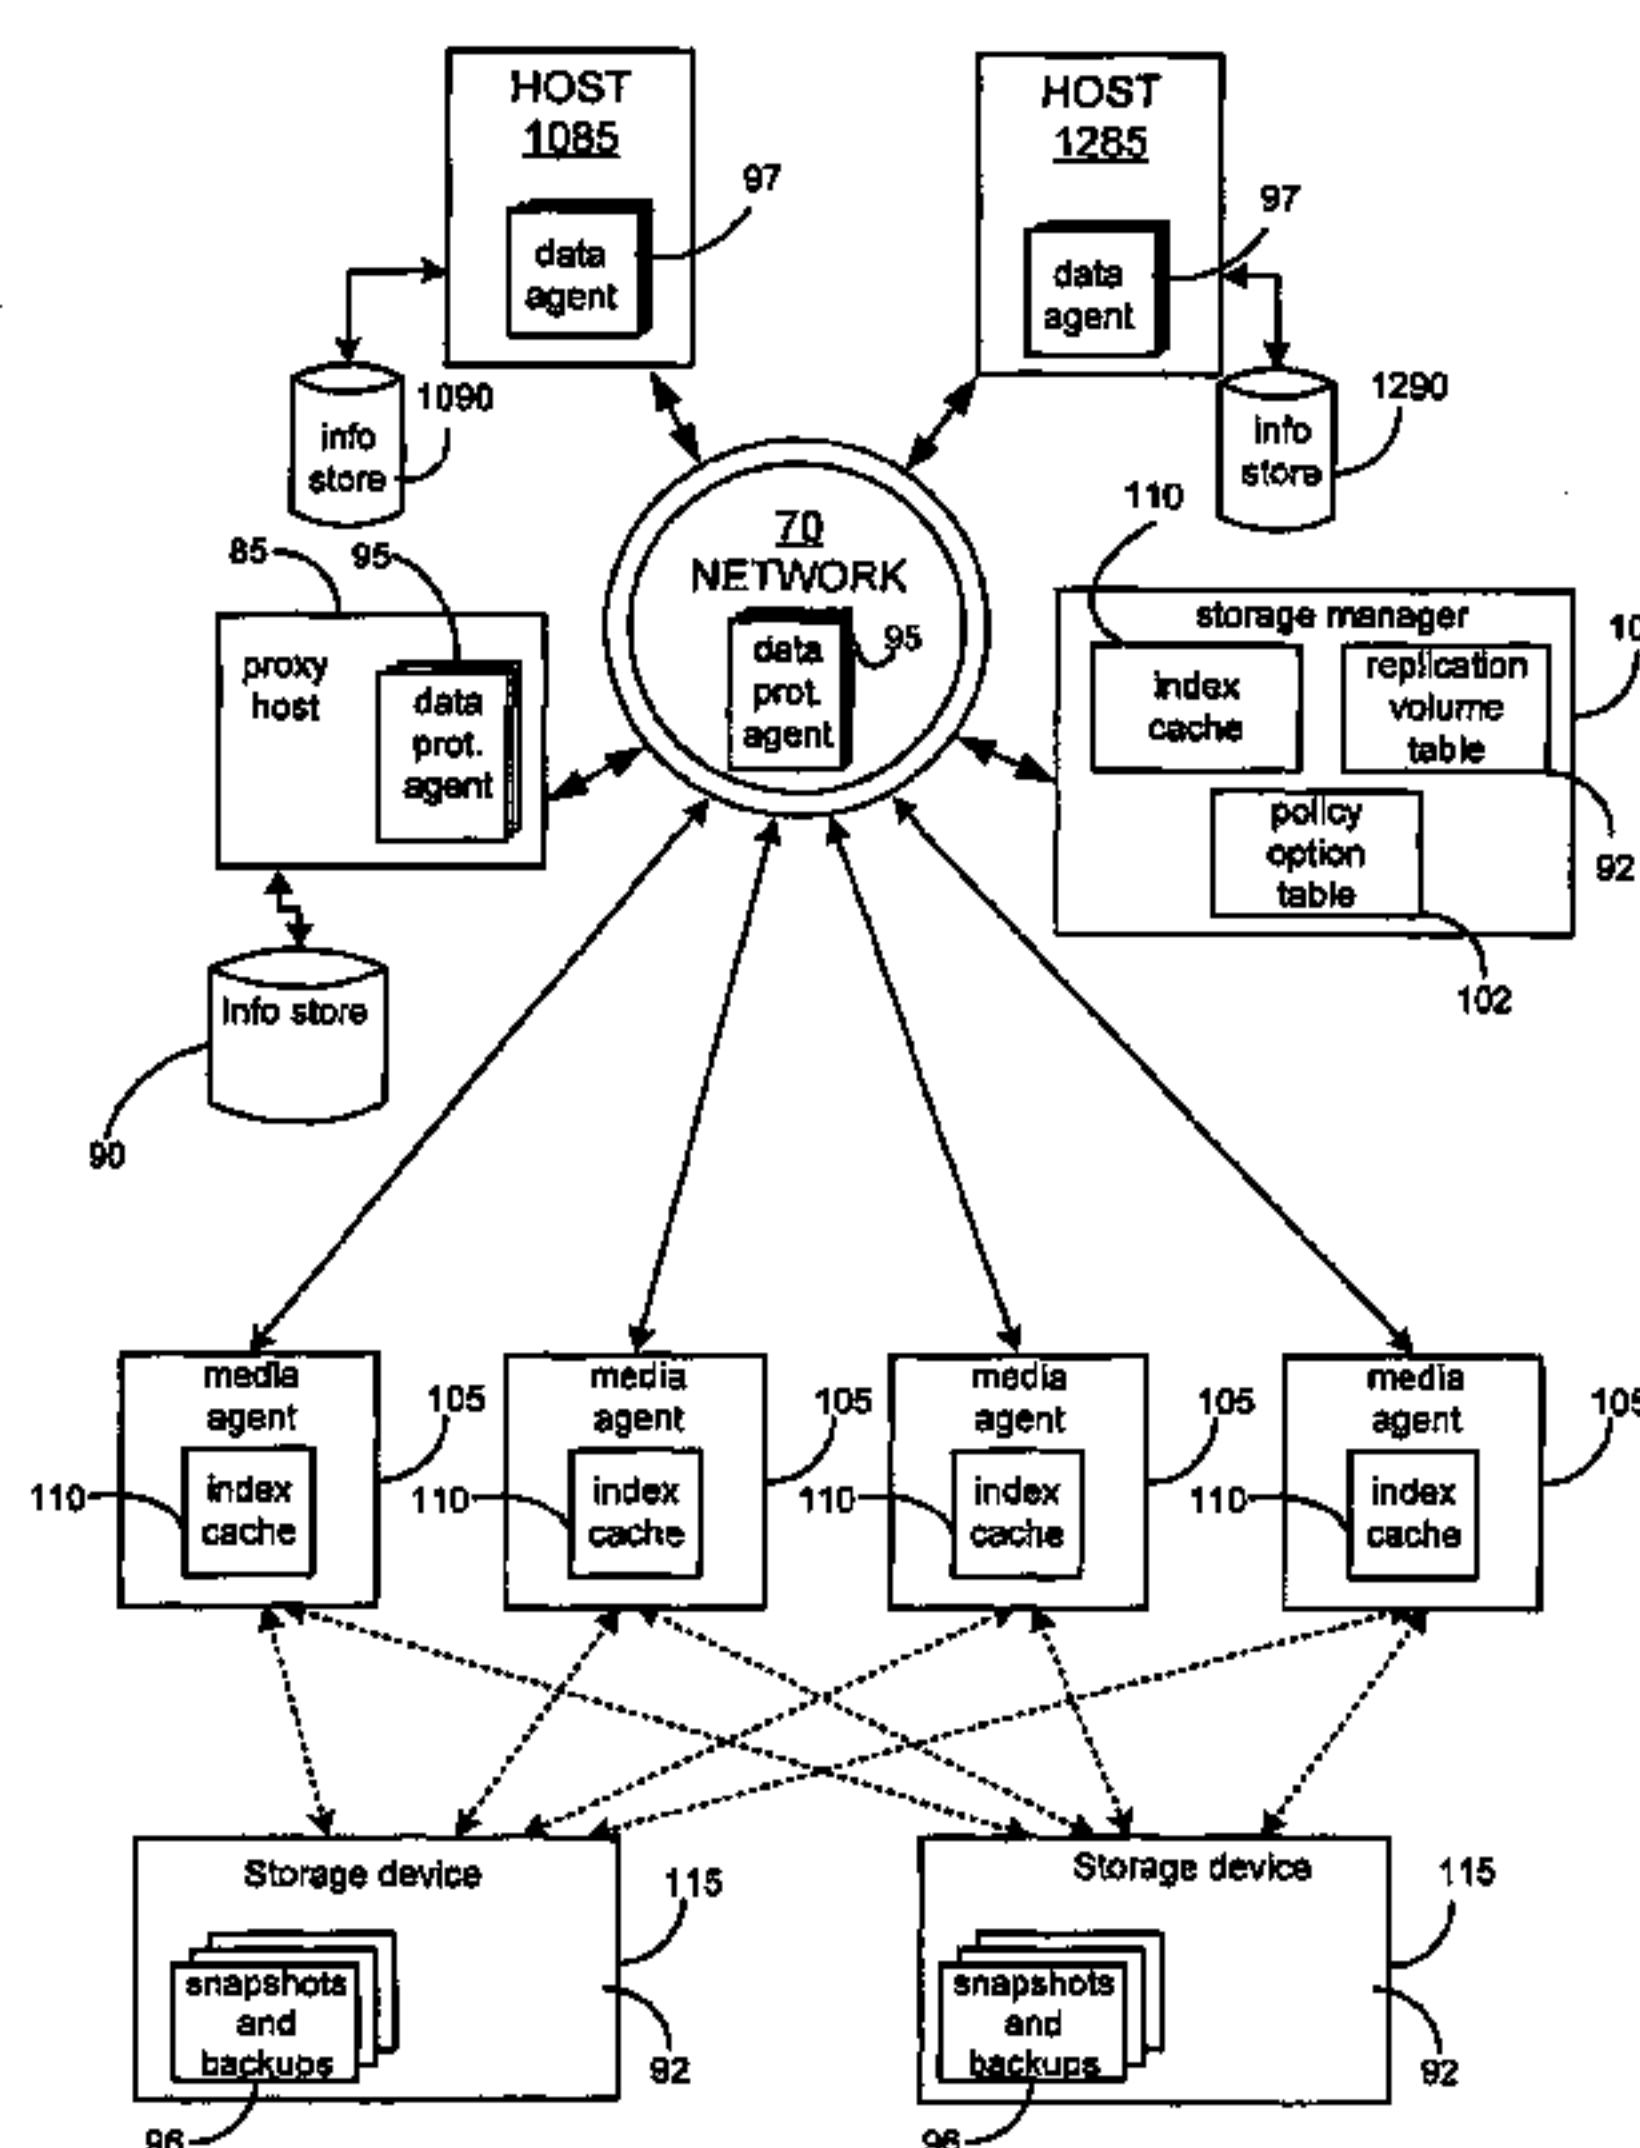 HOST
1085
data
agent
97
HOST
1285
data
agent
97
info
store
1090
info
store
1290
70
NETWORK
data
prot.
agent
95
85
95
proxy
host
data
prot.
agent
110
storage manager
index
cache
replication
volume
table
policy
option
table
92
102
Info store
90
media
agent
index
cache
105
110
media
agent
index
cache
105
110
media
agent
index
cache
105
110
media
agent
index
cache
105
110
Storage device
115
snapshots
and
backups
92
Storage device
115
snapshots
and
backups
92